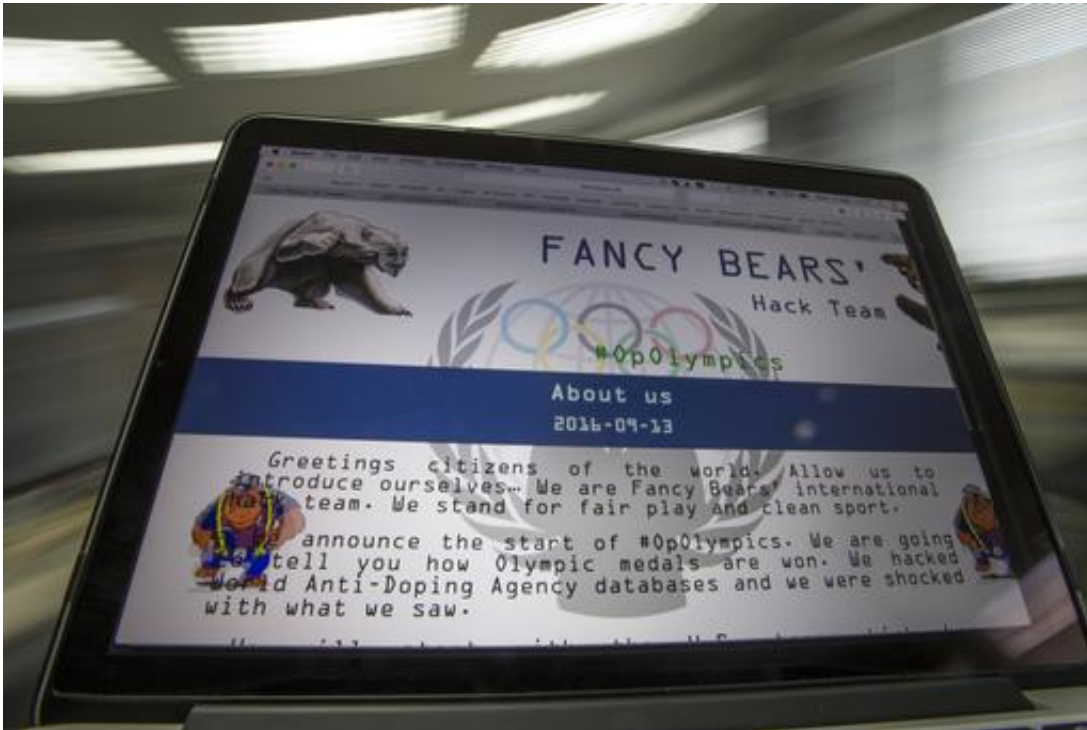 FANCY BEARS'
Hack Team
#OpOlympics
About us
2016-09-13
Greetings citizens of the world. Allow us to
introduce ourselves… We are Fancy Bears' international
team. We stand for fair play and clean sport.
announce the start of #OpOlympics. We are going
tell you how Olympic medals are won. We hacked
World Anti-Doping Agency databases and we were shocked
with what we saw.